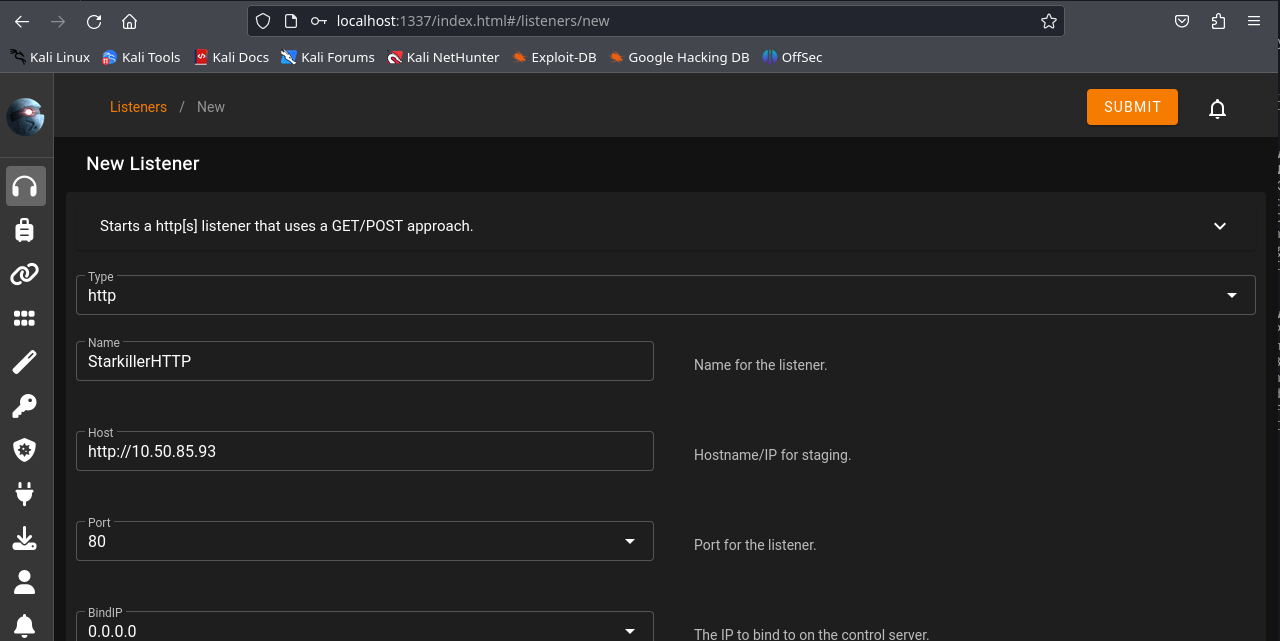 localhost:1337/index.html#/listeners/new
Kali Linux Kali Tools Kali Docs Kali Forums Kali NetHunter Exploit-DB Google Hacking DB OffSec
Listeners / New SUBMIT
New Listener
Starts a http[s] listener that uses a GET/POST approach.
Type
http
Name
StarkillerHTTP
Name for the listener.
Host
http://10.50.85.93
Hostname/IP for staging.
Port
80
Port for the listener.
BindIP
0.0.0.0
The IP to bind to on the control server.